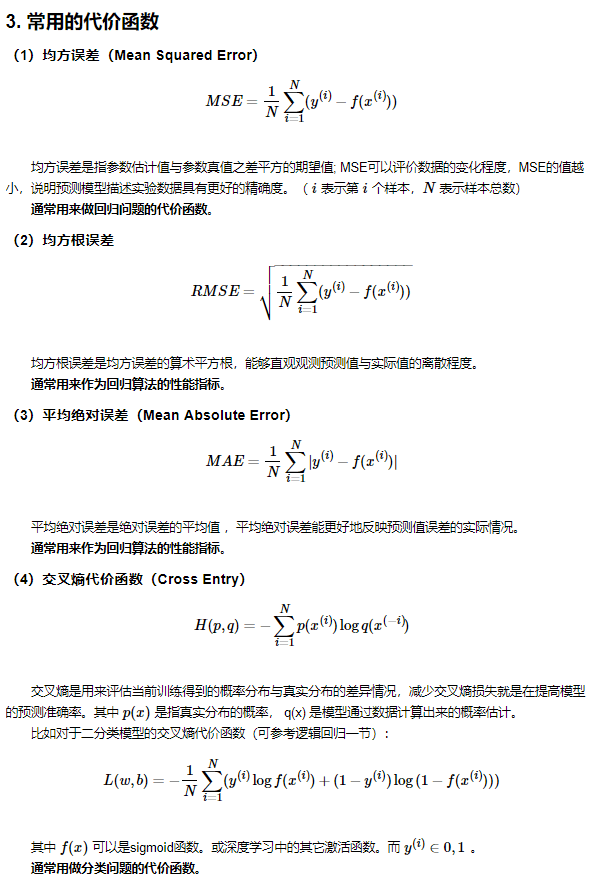 3. 常用的代价函数
（1）均方误差（Mean Squared Error）
$MSE = \frac{1}{N} \sum_{i=1}^{N} (y^{(i)} - f(x^{(i)}))$
均方误差是指参数估计值与参数真值之差平方的期望值; MSE可以评价数据的变化程度，MSE的值越
小，说明预测模型描述实验数据具有更好的精确度。（ $i$ 表示第 $i$ 个样本，$N$ 表示样本总数）
通常用来做回归问题的代价函数。
（2）均方根误差
$RMSE = \sqrt{\frac{1}{N} \sum_{i=1}^{N} (y^{(i)} - f(x^{(i)}))}$
均方根误差是均方误差的算术平方根，能够直观观测预测值与实际值的离散程度。
通常用来作为回归算法的性能指标。
（3）平均绝对误差（Mean Absolute Error）
$MAE = \frac{1}{N} \sum_{i=1}^{N} |y^{(i)} - f(x^{(i)})|$
平均绝对误差是绝对误差的平均值 ，平均绝对误差能更好地反映预测值误差的实际情况。
通常用来作为回归算法的性能指标。
（4）交叉熵代价函数（Cross Entry）
$H(p, q) = -\sum_{i=1}^{N} p(x^{(i)}) \log q(x^{(-i)})$
交叉熵是用来评估当前训练得到的概率分布与真实分布的差异情况，减少交叉熵损失就是在提高模型
的预测准确率。其中 $p(x)$ 是指真实分布的概率， q(x) 是模型通过数据计算出来的概率估计。
比如对于二分类模型的交叉熵代价函数（可参考逻辑回归一节）：
$L(w, b) = -\frac{1}{N} \sum_{i=1}^{N} (y^{(i)} \log f(x^{(i)}) + (1 - y^{(i)}) \log (1 - f(x^{(i)})))$
其中 $f(x)$ 可以是sigmoid函数。或深度学习中的其它激活函数。而 $y^{(i)} \in 0, 1$ 。
通常用做分类问题的代价函数。